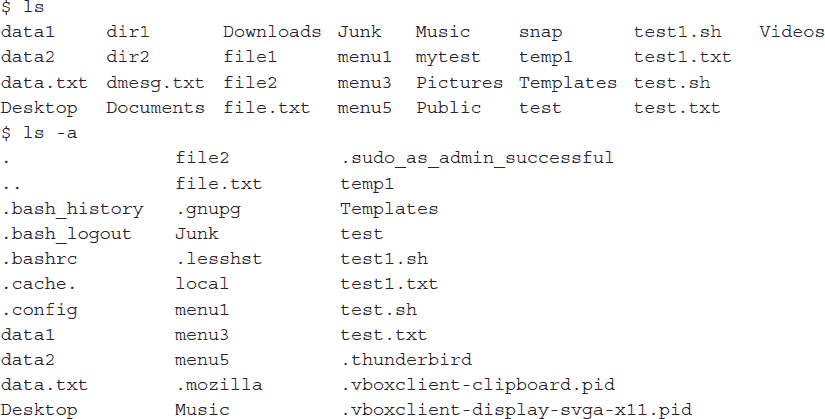 $ ls
data1 dir1 Downloads Junk Music snap test1.sh Videos
data2 dir2 file1 menu1 mytest temp1 test1.txt
data.txt dmesg.txt file2 menu3 Pictures Templates test.sh
Desktop Documents file.txt menu5 Public test test.txt
$ ls -a
. file2 .sudo_as_admin_successful
.. file.txt temp1
.bash_history .gnupg Templates
.bash_logout Junk test
.bashrc .lesshst test1.sh
.cache. local test1.txt
.config menu1 test.sh
data1 menu3 test.txt
data2 menu5 .thunderbird
data.txt .mozilla .vboxclient-clipboard.pid
Desktop Music .vboxclient-display-svga-x11.pid